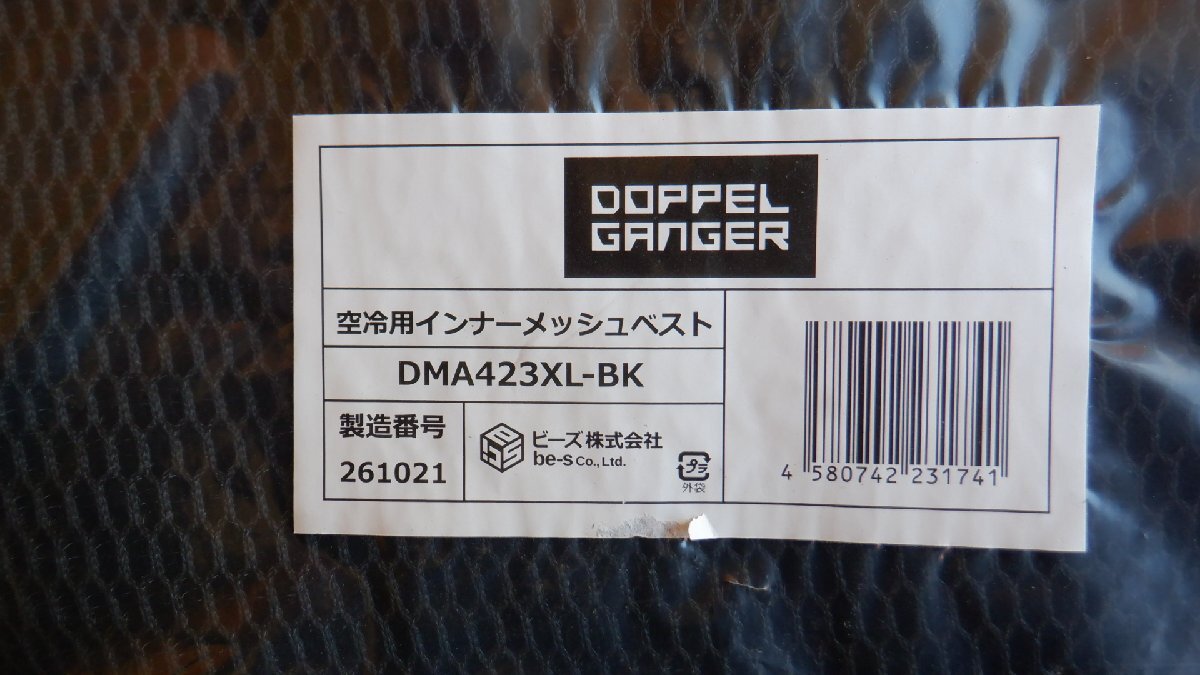 DOPPEL
GANGER
空冷用インナーメッシュベスト
DMA423XL-BK
製造番号
261021
ビーズ株式会社
be-s Co., Ltd.
プラ
外袋
4 580742 231741